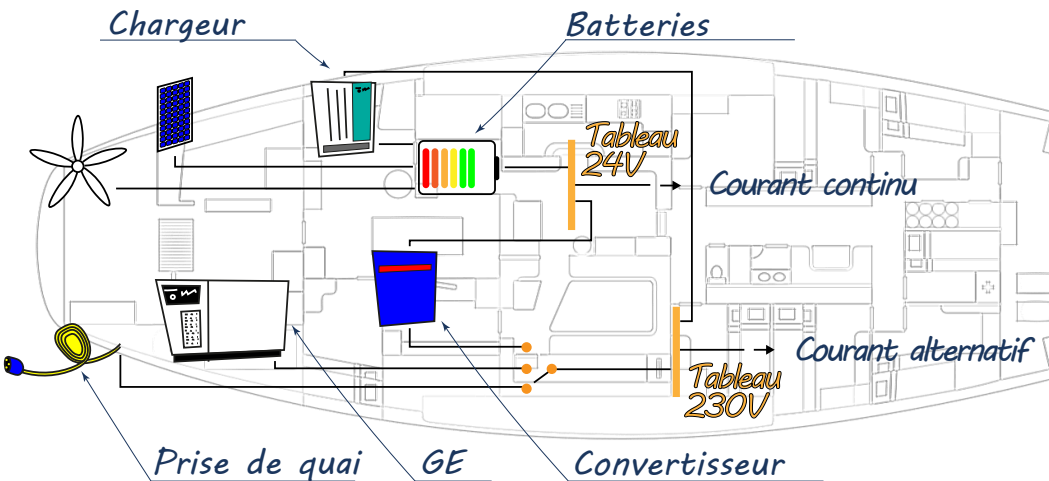 Chargeur
Batteries
Tableau
24V
Courant continu
Courant alternatif
Tableau
230V
Prise de quai
GE
Convertisseur